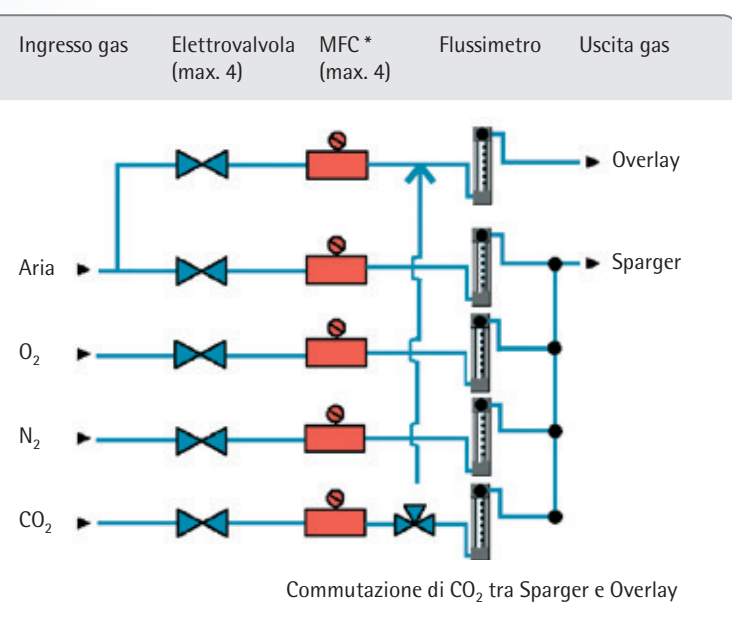 Ingresso gas Elettrovalvola MFC * Flussimetro Uscita gas
(max. 4) (max. 4)
Overlay
Aria Sparger
O₂
N₂
CO₂
Commutazione di CO₂ tra Sparger e Overlay